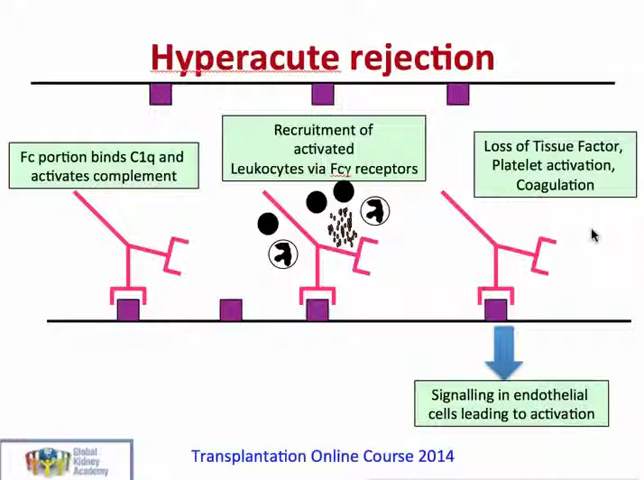 Hyperacute rejection
Fc portion binds C1q and
activates complement
Recruitment of
activated
Leukocytes via Fcγ receptors
Loss of Tissue Factor,
Platelet activation,
Coagulation
Signalling in endothelial
cells leading to activation
Global
Kidney
Academy
Transplantation Online Course 2014